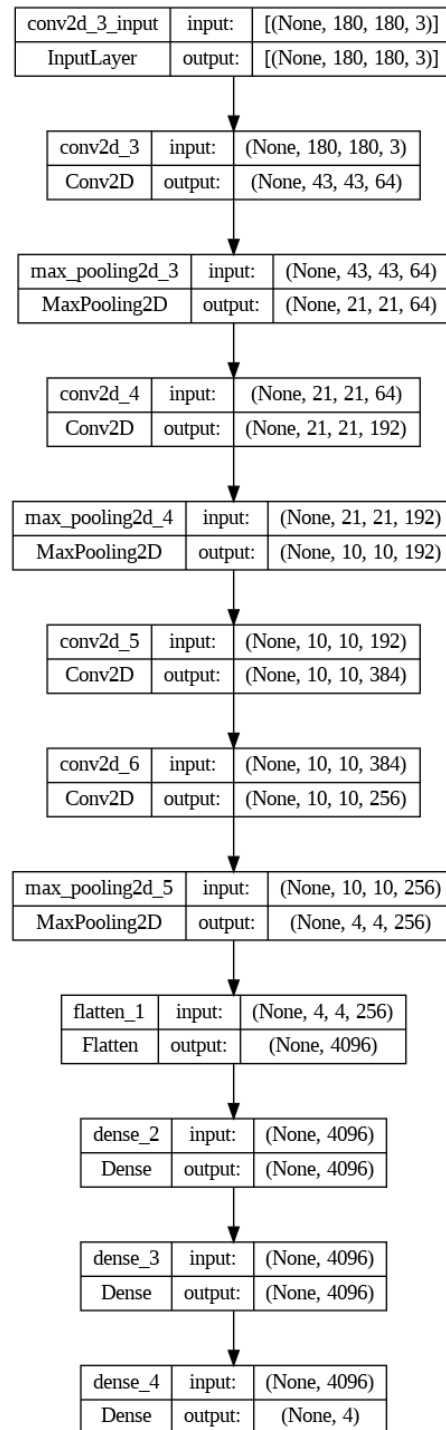 conv2d_3_input input: [(None, 180, 180, 3)]
InputLayer output: [(None, 180, 180, 3)]
conv2d_3 input: (None, 180, 180, 3)
Conv2D output: (None, 43, 43, 64)
max_pooling2d_3 input: (None, 43, 43, 64)
MaxPooling2D output: (None, 21, 21, 64)
conv2d_4 input: (None, 21, 21, 64)
Conv2D output: (None, 21, 21, 192)
max_pooling2d_4 input: (None, 21, 21, 192)
MaxPooling2D output: (None, 10, 10, 192)
conv2d_5 input: (None, 10, 10, 192)
Conv2D output: (None, 10, 10, 384)
conv2d_6 input: (None, 10, 10, 384)
Conv2D output: (None, 10, 10, 256)
max_pooling2d_5 input: (None, 10, 10, 256)
MaxPooling2D output: (None, 4, 4, 256)
flatten_1 input: (None, 4, 4, 256)
Flatten output: (None, 4096)
dense_2 input: (None, 4096)
Dense output: (None, 4096)
dense_3 input: (None, 4096)
Dense output: (None, 4096)
dense_4 input: (None, 4096)
Dense output: (None, 4)